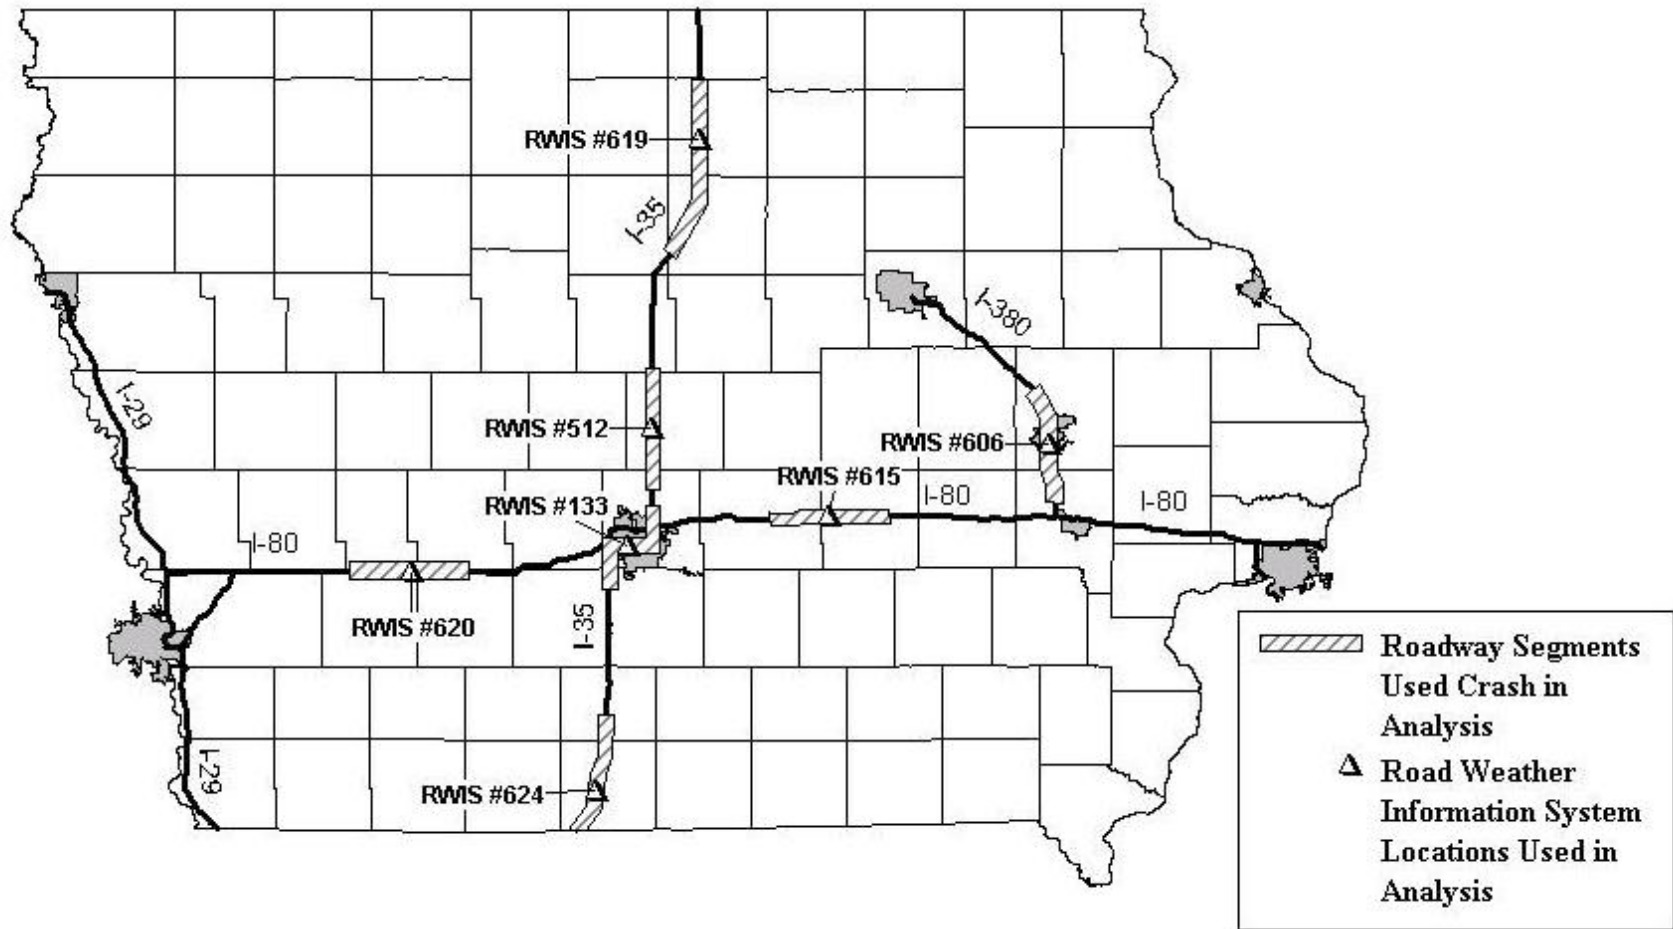 RWIS #619
I-35
I-380
I-29
RWIS #512
RWIS #606
RWIS #615
RWIS #133
I-80
I-80
I-80
RWIS #620
I-35
I-29
RWIS #624
Roadway Segments
Used Crash in
Analysis
Road Weather
Information System
Locations Used in
Analysis